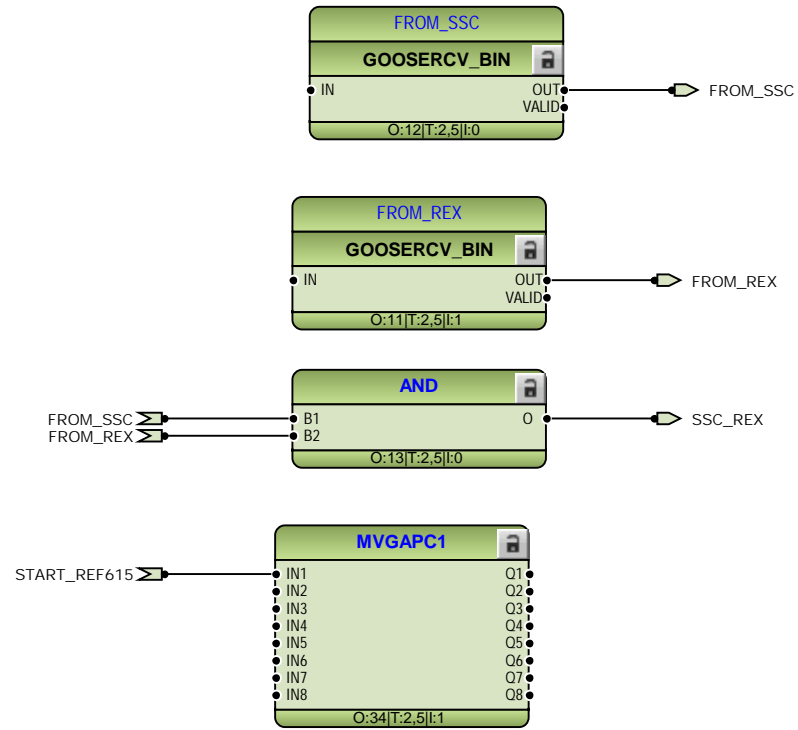 FROM_SSC
GOOSERCV_BIN
IN OUT FROM_SSC
VALID
O:12|T:2,5|I:0
FROM_REX
GOOSERCV_BIN
IN OUT FROM_REX
VALID
O:11|T:2,5|I:1
AND
FROM_SSC B1 O SSC_REX
FROM_REX B2
O:13|T:2,5|I:0
MVGAPC1
START_REF615 IN1 Q1
IN2 Q2
IN3 Q3
IN4 Q4
IN5 Q5
IN6 Q6
IN7 Q7
IN8 Q8
O:34|T:2,5|I:1